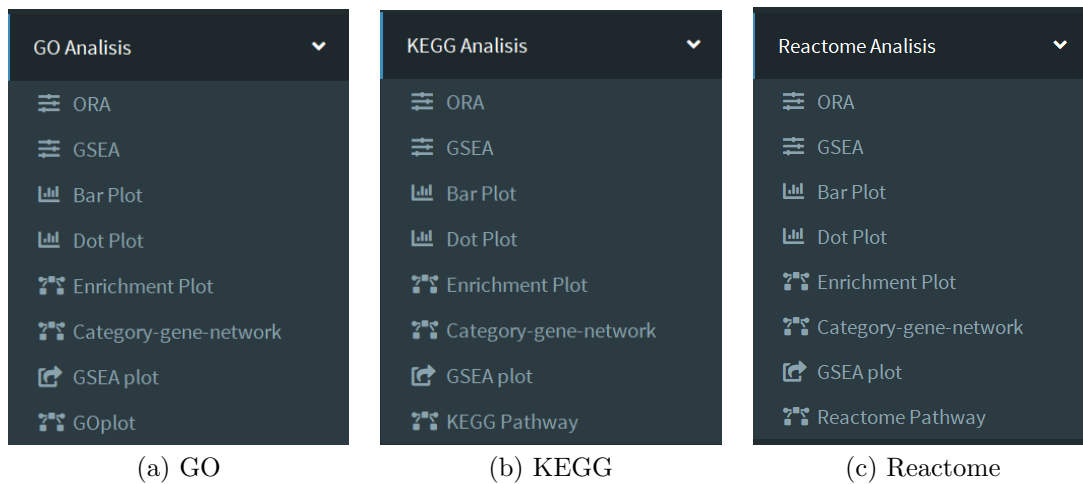 GO Analisis
ORA
GSEA
Bar Plot
Dot Plot
Enrichment Plot
Category-gene-network
GSEA plot
GOplot
(a) GO
KEGG Analisis
ORA
GSEA
Bar Plot
Dot Plot
Enrichment Plot
Category-gene-network
GSEA plot
KEGG Pathway
(b) KEGG
Reactome Analisis
ORA
GSEA
Bar Plot
Dot Plot
Enrichment Plot
Category-gene-network
GSEA plot
Reactome Pathway
(c) Reactome